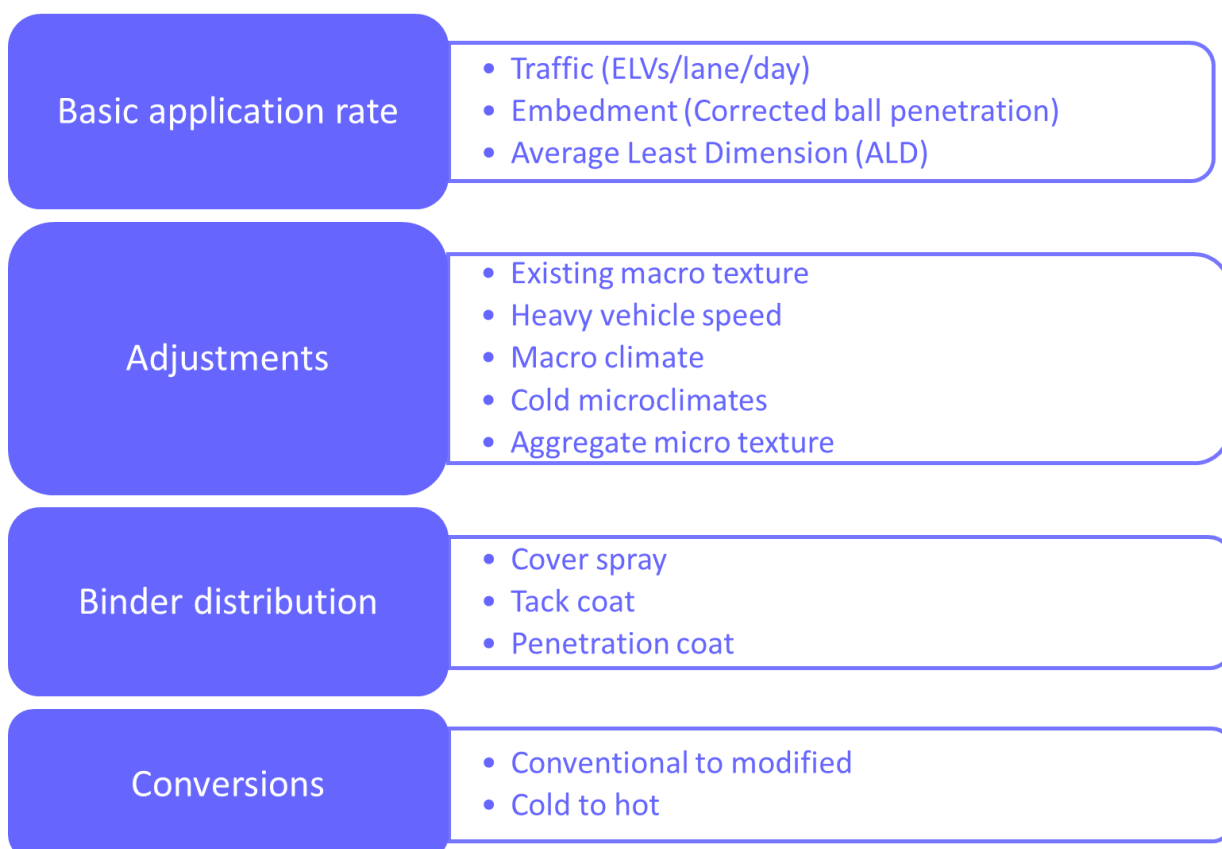 Basic application rate
• Traffic (ELVs/lane/day)
• Embedment (Corrected ball penetration)
• Average Least Dimension (ALD)
Adjustments
• Existing macro texture
• Heavy vehicle speed
• Macro climate
• Cold microclimates
• Aggregate micro texture
Binder distribution
• Cover spray
• Tack coat
• Penetration coat
Conversions
• Conventional to modified
• Cold to hot